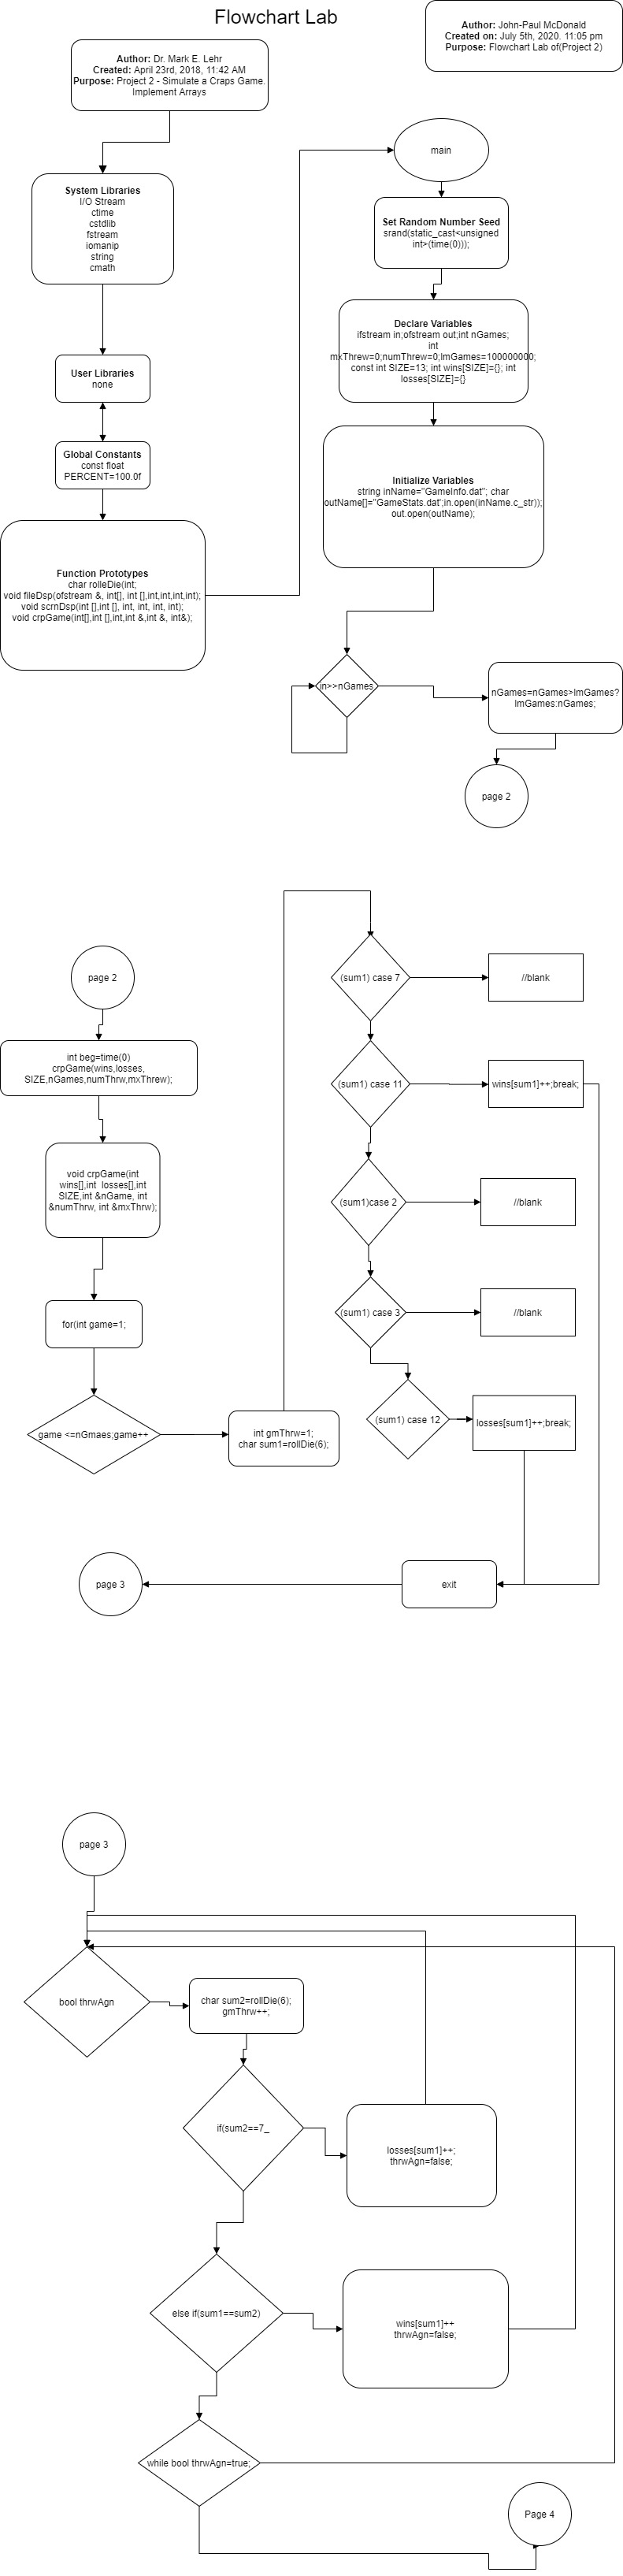 Flowchart Lab
Author: John-Paul McDonald
Created on: July 5th, 2020. 11:05 pm
Purpose: Flowchart Lab of(Project 2)
Author: Dr. Mark E. Lehr
Created: April 23rd, 2018, 11:42 AM
Purpose: Project 2 - Simulate a Craps Game.
Implement Arrays
System Libraries
I/O Stream
ctime
cstdlib
fstream
iomanip
string
cmath
User Libraries
none
Global Constants
const float
PERCENT=100.0f
Function Prototypes
char rolleDie(int;
void fileDsp(ofstream &, int[], int [],int,int,int,int);
void scrnDsp(int [],int [], int, int, int, int);
void crpGame(int[],int [],int,int &,int &, int&);
main
Set Random Number Seed
srand(static_cast<unsigned
int>(time(0)));
Declare Variables
ifstream in;ofstream out;int nGames;
int
mxThrew=0;numThrew=0;lmGames=100000000;
const int SIZE=13; int wins[SIZE]={}; int
losses[SIZE]={}
Initialize Variables
string inName="GameInfo.dat"; char
outName[]="GameStats.dat';in.open(inName.c_str));
out.open(outName);
in>>nGames
nGames=nGames>lmGames?
lmGames:nGames;
page 2
page 2
int beg=time(0)
crpGame(wins,losses,
SIZE,nGames,numThrw,mxThrew);
void crpGame(int
wins[],int  losses[],int
SIZE,int &nGame, int
&numThrw, int &mxThrw);
for(int game=1;
game <=nGmaes;game++
int gmThrw=1;
char sum1=rollDie(6);
(sum1) case 7
//blank
(sum1) case 11
wins[sum1]++;break;
(sum1)case 2
//blank
(sum1) case 3
//blank
(sum1) case 12
losses[sum1]++;break;
exit
page 3
page 3
bool thrwAgn
char sum2=rollDie(6);
gmThrw++;
if(sum2==7_
losses[sum1]++;
thrwAgn=false;
else if(sum1==sum2)
wins[sum1]++
thrwAgn=false;
while bool thrwAgn=true;
Page 4